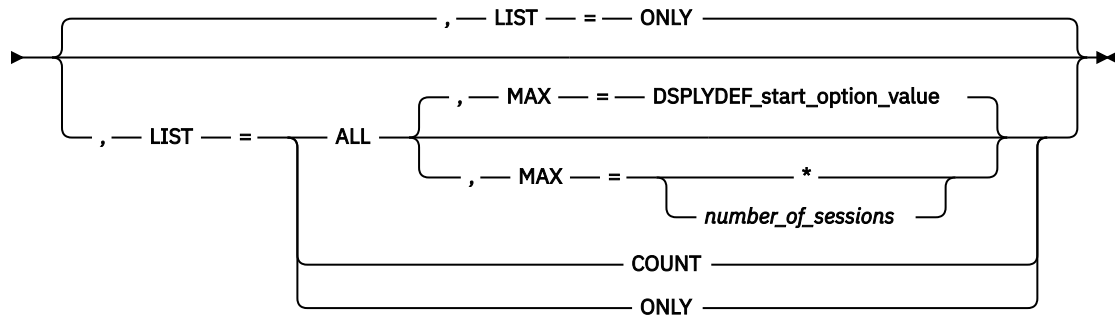 , LIST = ONLY
, MAX = DSPLYDEF_start_option_value
, LIST = ALL
, MAX = *
number_of_sessions
COUNT
ONLY